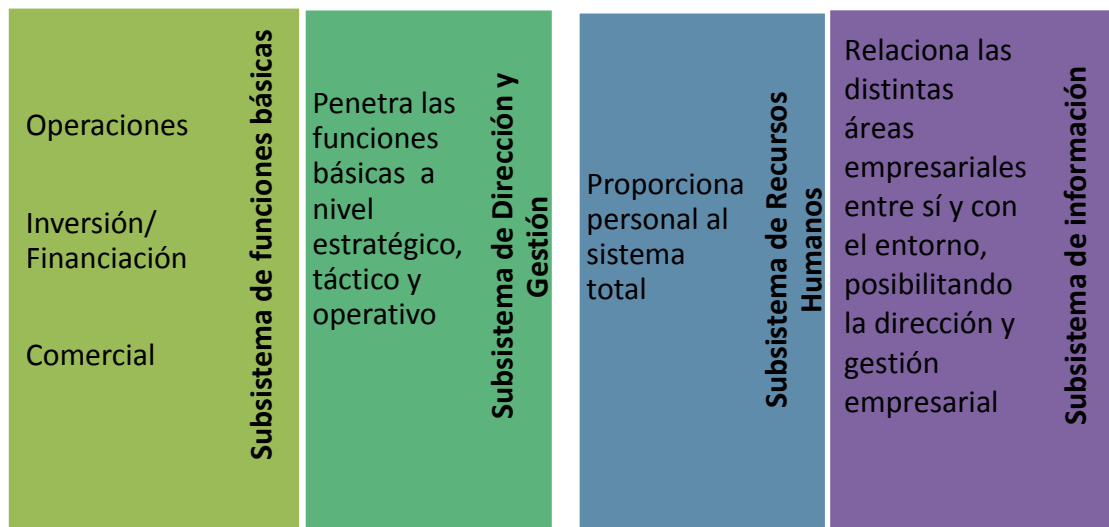 Operaciones
Inversión/
Financiación
Comercial
Subsistema de funciones básicas
Penetra las
funciones
básicas  a
nivel
estratégico,
táctico y
operativo
Subsistema de Dirección y
Gestión
Proporciona
personal al
sistema
total
Subsistema de Recursos
Humanos
Relaciona las
distintas
áreas
empresariales
entre sí y con
el entorno,
posibilitando
la dirección y
gestión
empresarial
Subsistema de información